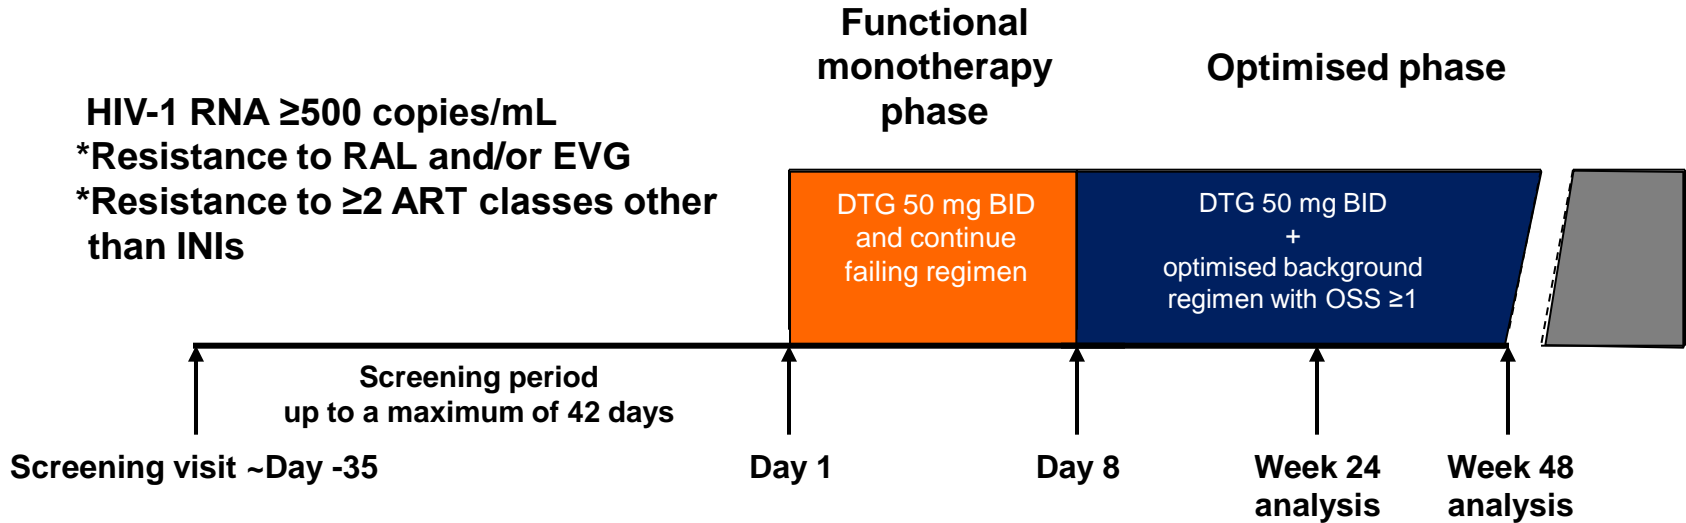 Functional
monotherapy
phase
Optimised phase
HIV-1 RNA ≥500 copies/mL
*Resistance to RAL and/or EVG
*Resistance to ≥2 ART classes other
than INIs
DTG 50 mg BID
and continue
failing regimen
DTG 50 mg BID
+
optimised background
regimen with OSS ≥1
Screening period
up to a maximum of 42 days
Screening visit ~Day -35
Day 1
Day 8
Week 24
analysis
Week 48
analysis